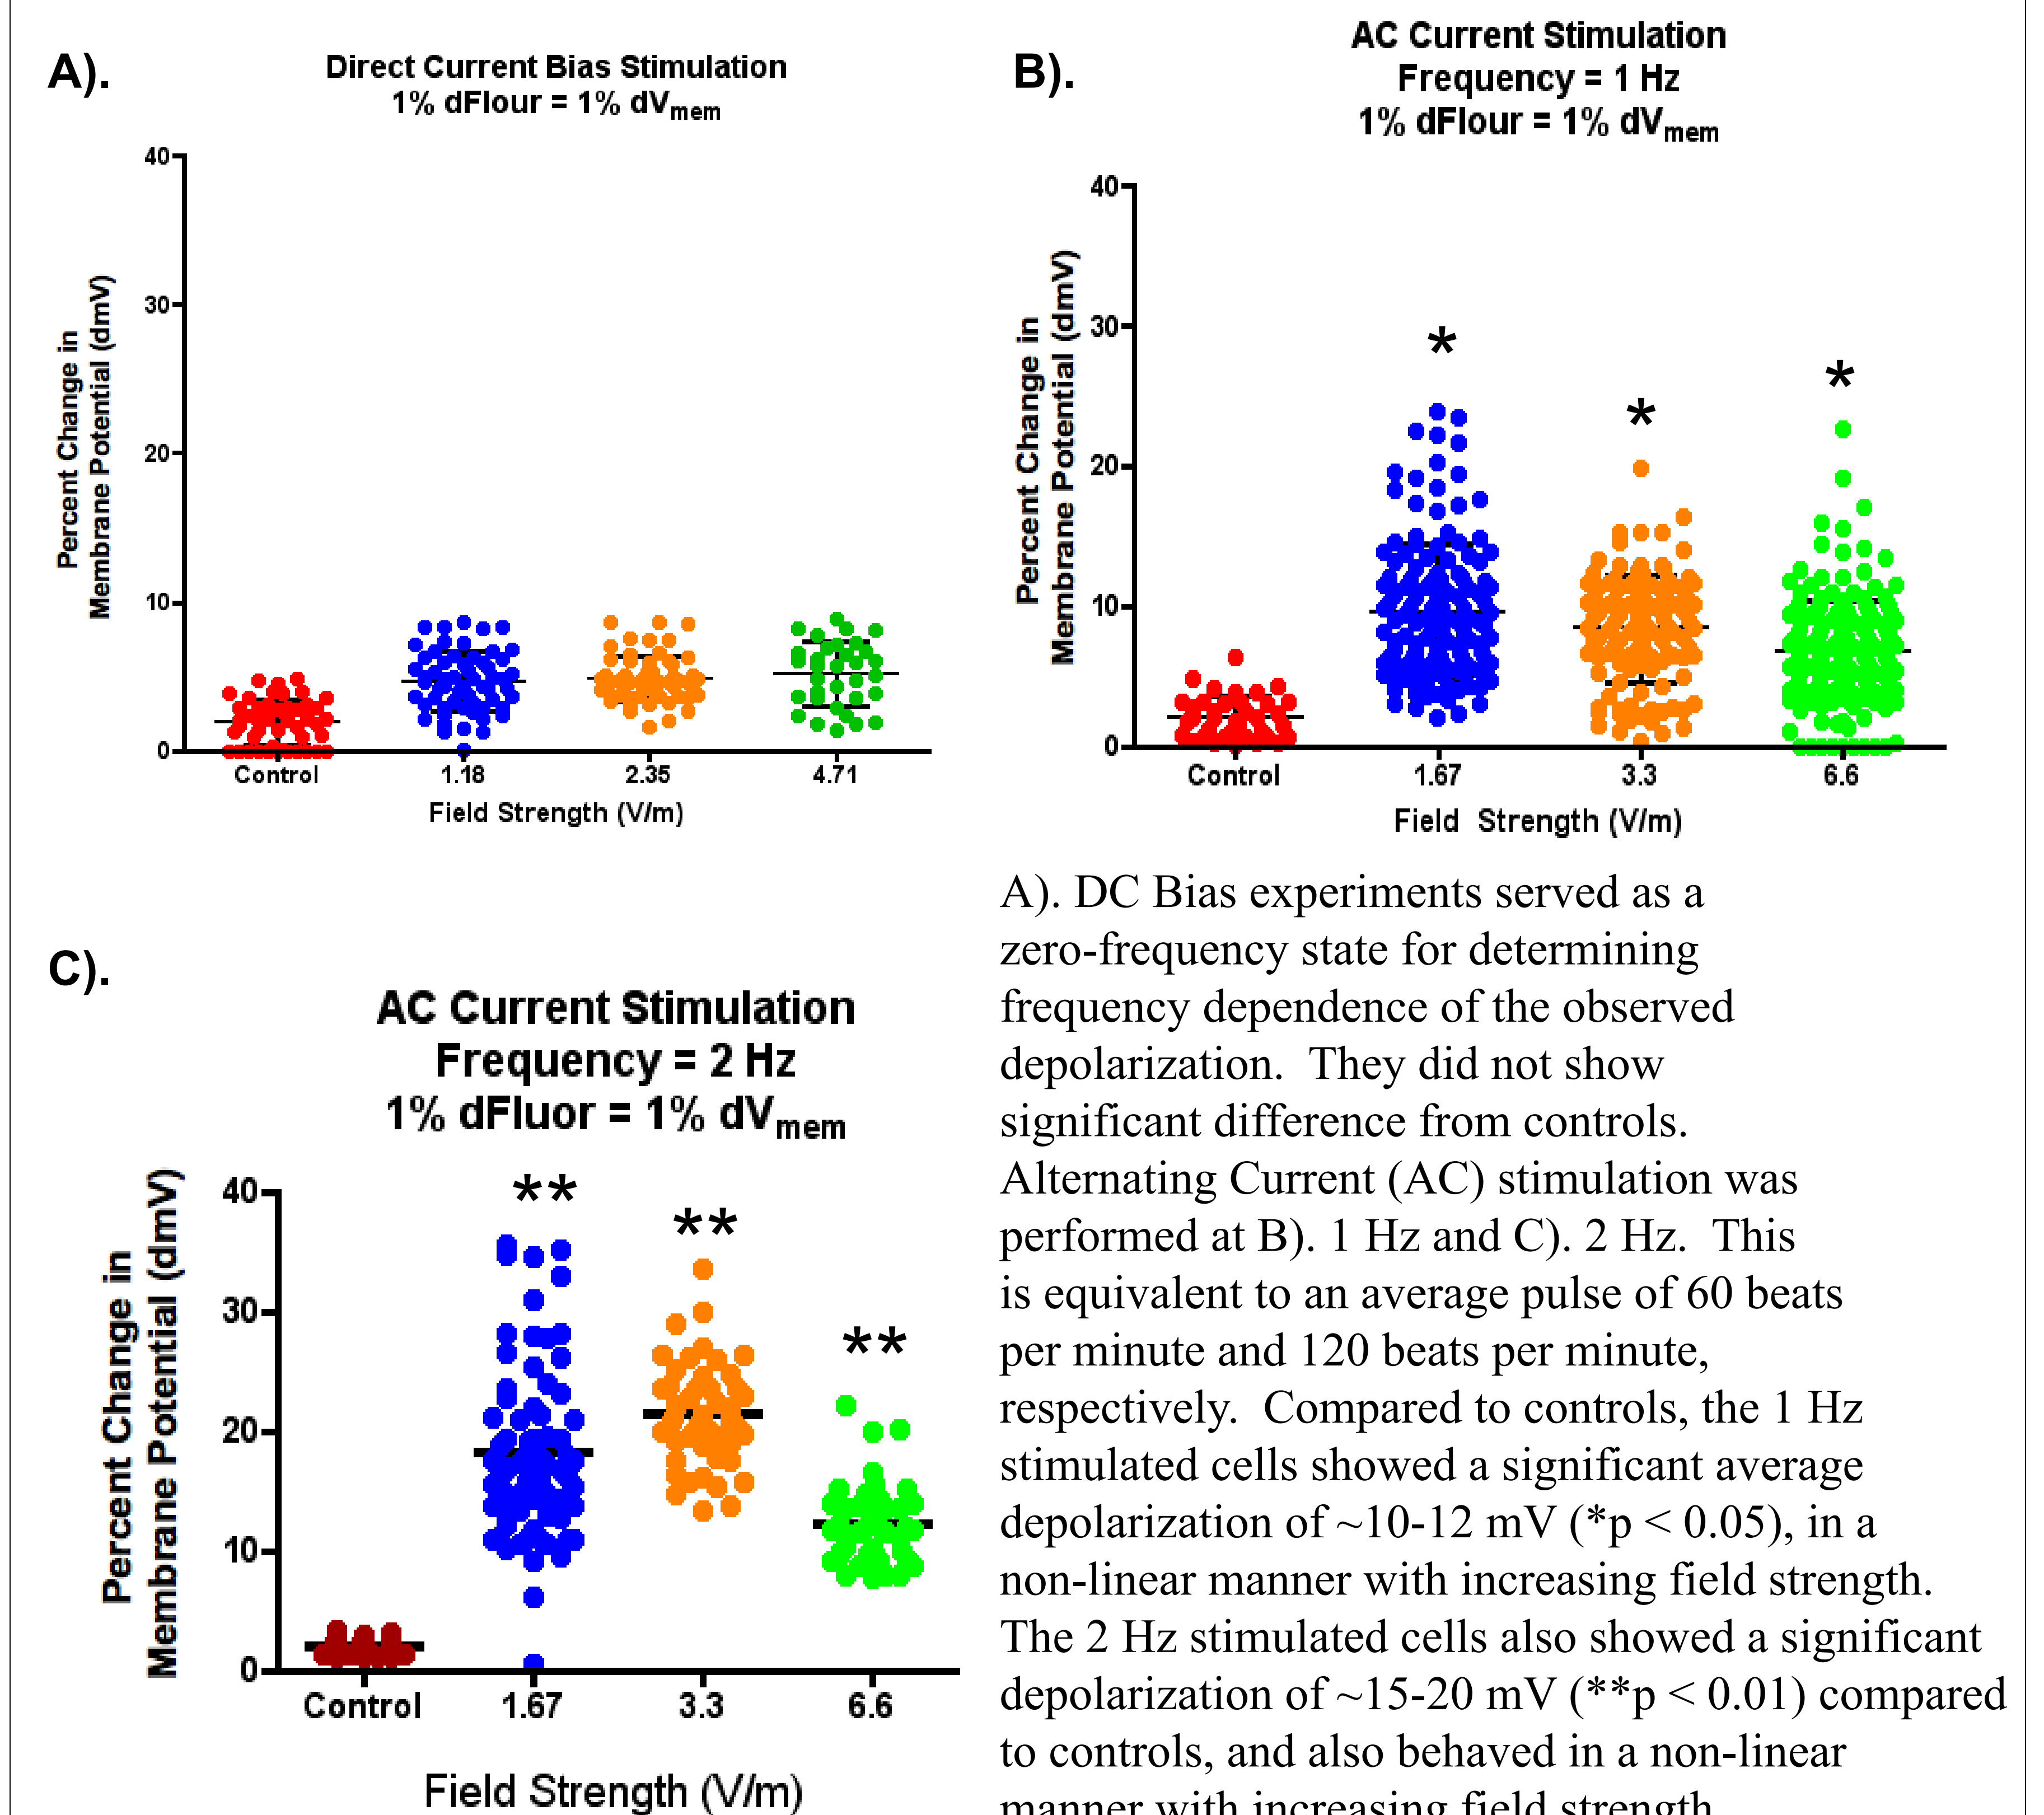 A).
Direct Current Bias Stimulation
1% dFlour = 1% dVmem
40
30
20
10
0
Percent Change in
Membrane Potential (dmV)
Control 1.18 2.35 4.71
Field Strength (V/m)
B).
AC Current Stimulation
Frequency = 1 Hz
1% dFlour = 1% dVmem
40
30
20
10
0
Percent Change in
Membrane Potential (dmV)
* * *
Control 1.67 3.3 6.6
Field Strength (V/m)
C).
AC Current Stimulation
Frequency = 2 Hz
1% dFluor = 1% dVmem
40
30
20
10
0
Percent Change in
Membrane Potential (dmV)
** ** **
Control 1.67 3.3 6.6
Field Strength (V/m)
A). DC Bias experiments served as a
zero-frequency state for determining
frequency dependence of the observed
depolarization. They did not show
significant difference from controls.
Alternating Current (AC) stimulation was
performed at B). 1 Hz and C). 2 Hz. This
is equivalent to an average pulse of 60 beats
per minute and 120 beats per minute,
respectively. Compared to controls, the 1 Hz
stimulated cells showed a significant average
depolarization of ~10-12 mV (*p < 0.05), in a
non-linear manner with increasing field strength.
The 2 Hz stimulated cells also showed a significant
depolarization of ~15-20 mV (**p < 0.01) compared
to controls, and also behaved in a non-linear
manner with increasing field strength